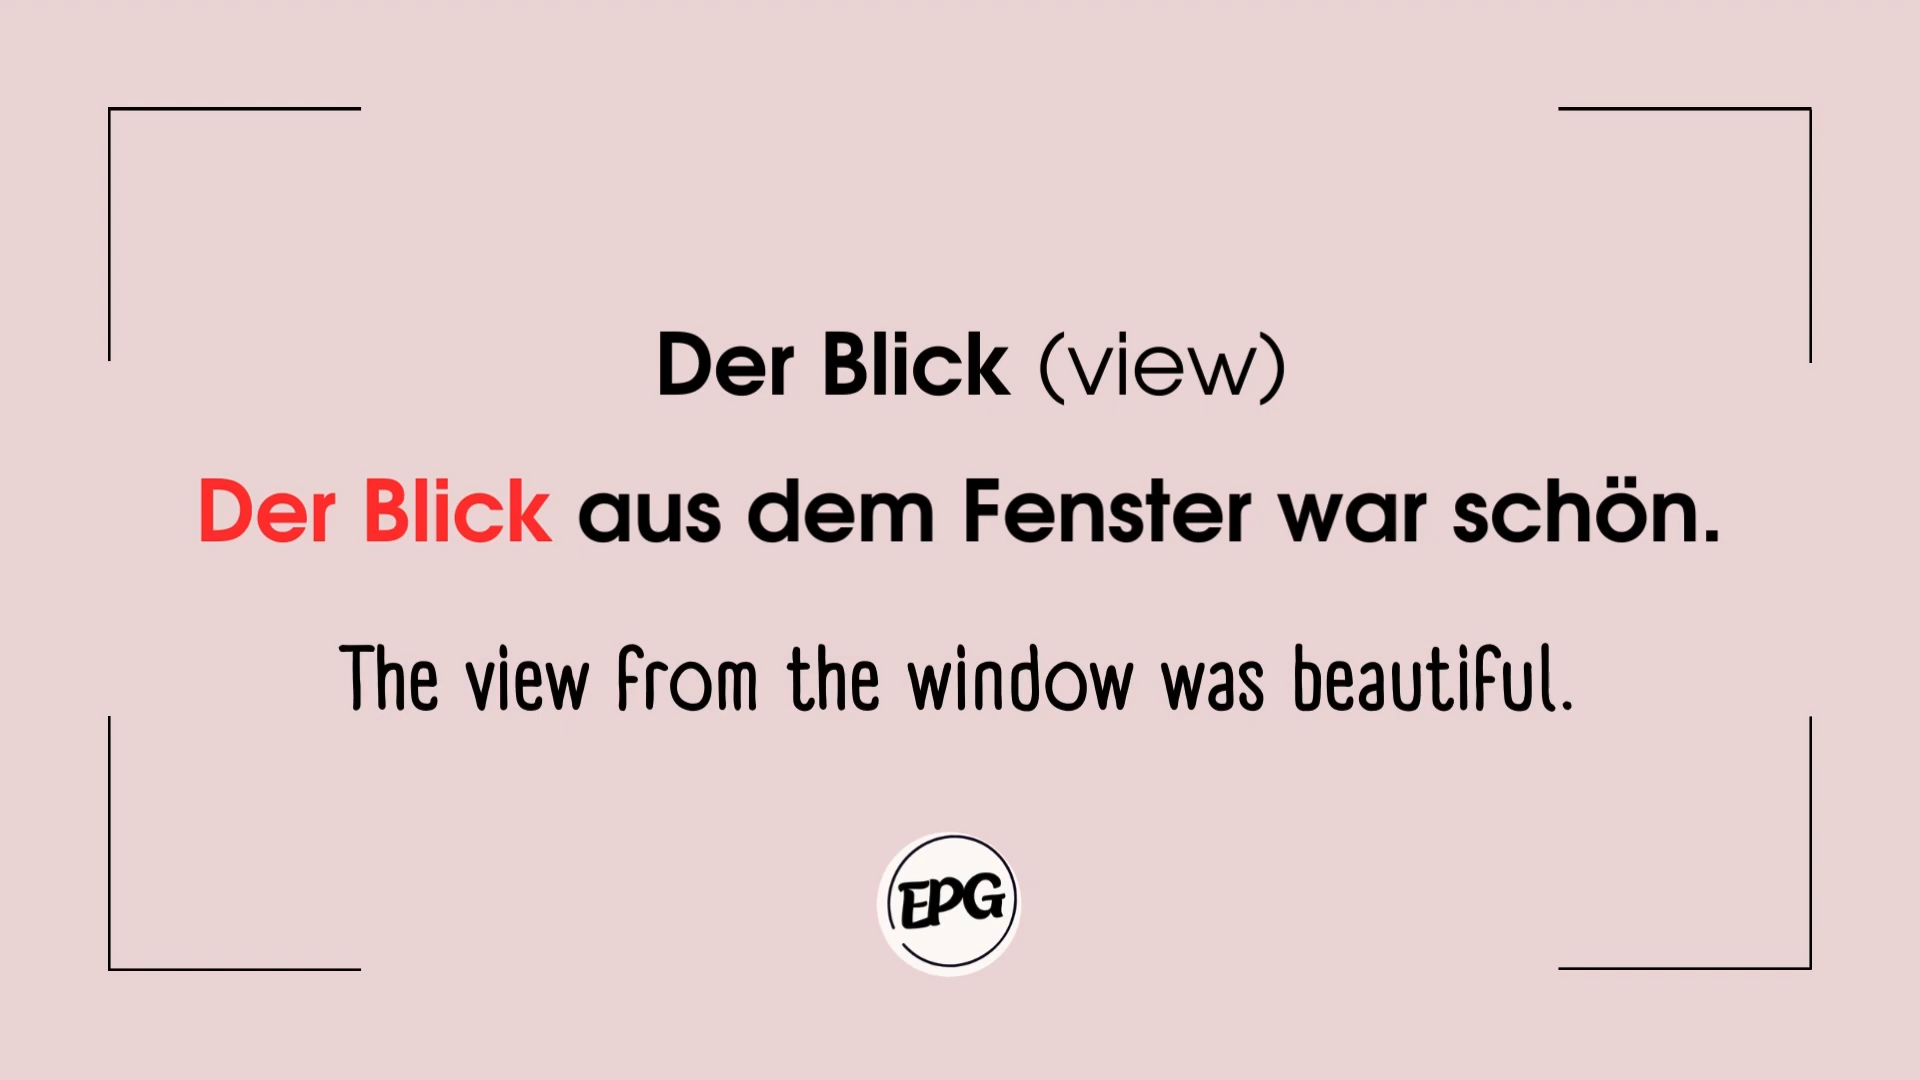 Der Blick (view)
Der Blick aus dem Fenster war schön.
The view from the window was beautiful.
EPG